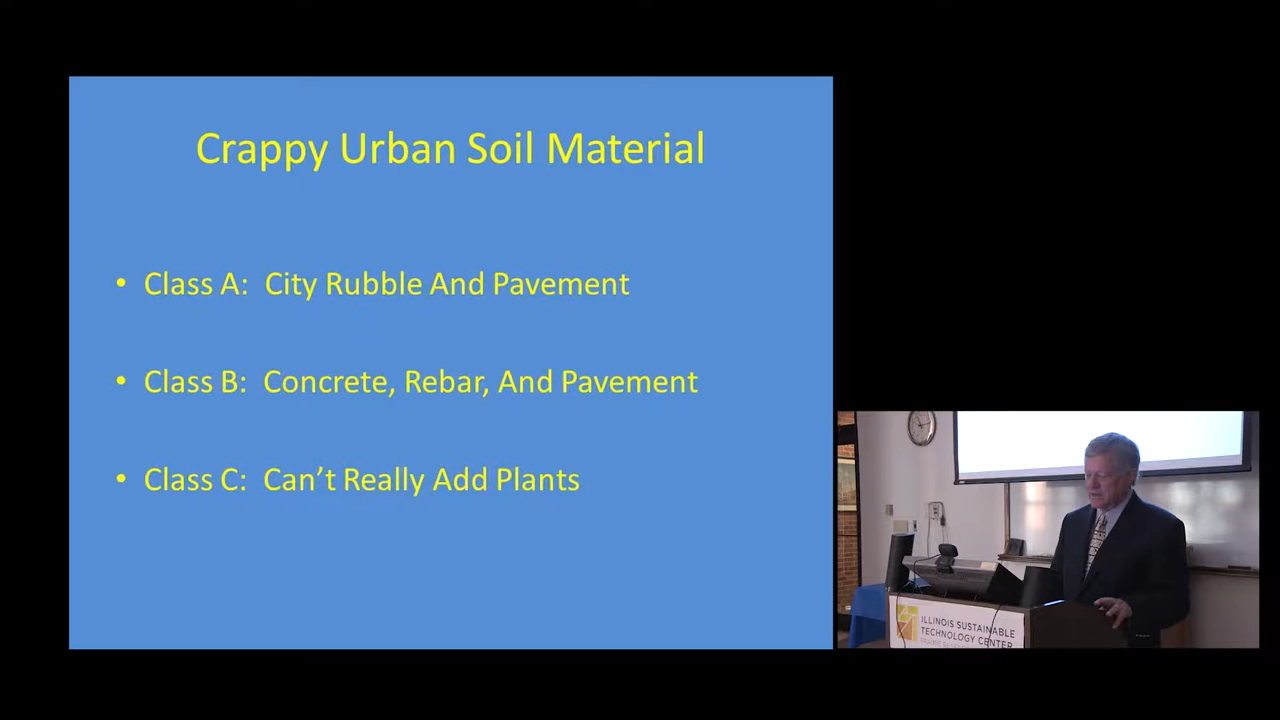 Crappy Urban Soil Material
• Class A: City Rubble And Pavement
• Class B: Concrete, Rebar, And Pavement
• Class C: Can't Really Add Plants
ILLINOIS SUSTAINABLE
TECHNOLOGY CENTER